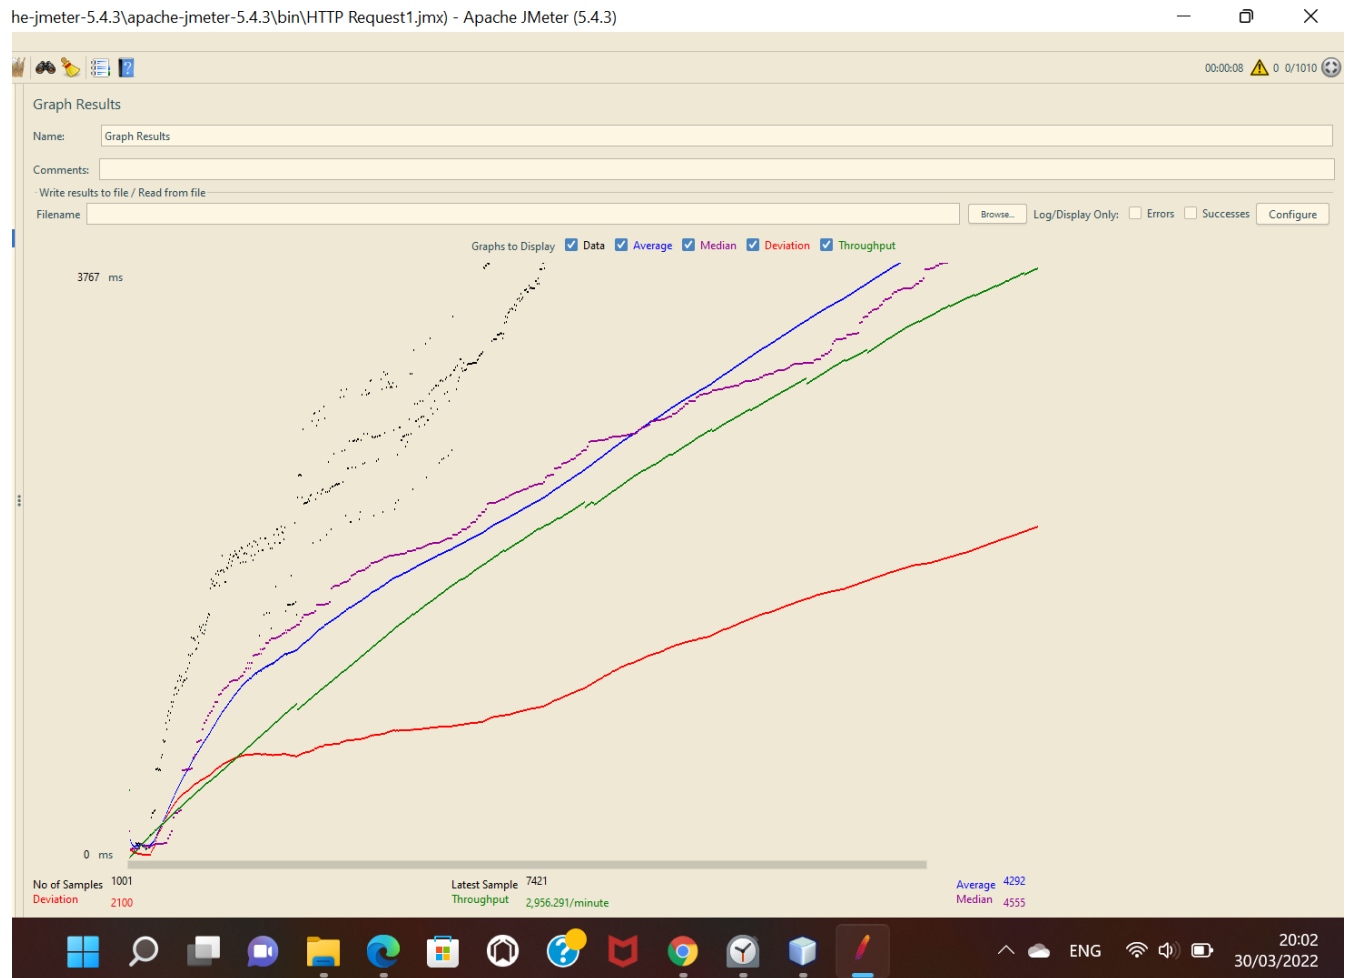 he-jmeter-5.4.3\apache-jmeter-5.4.3\bin\HTTP Request1.jmx) - Apache JMeter (5.4.3)
00:00:08 0 0/1010
Graph Results
Name: Graph Results
Comments:
Write results to file / Read from file
Filename Browse... Log/Display Only: Errors Successes Configure
Graphs to Display Data Average Median Deviation Throughput
3767 ms
0 ms
No of Samples 1001 Latest Sample 7421 Average 4292
Deviation 2100 Throughput 2,956.291/minute Median 4555
ENG
20:02
30/03/2022